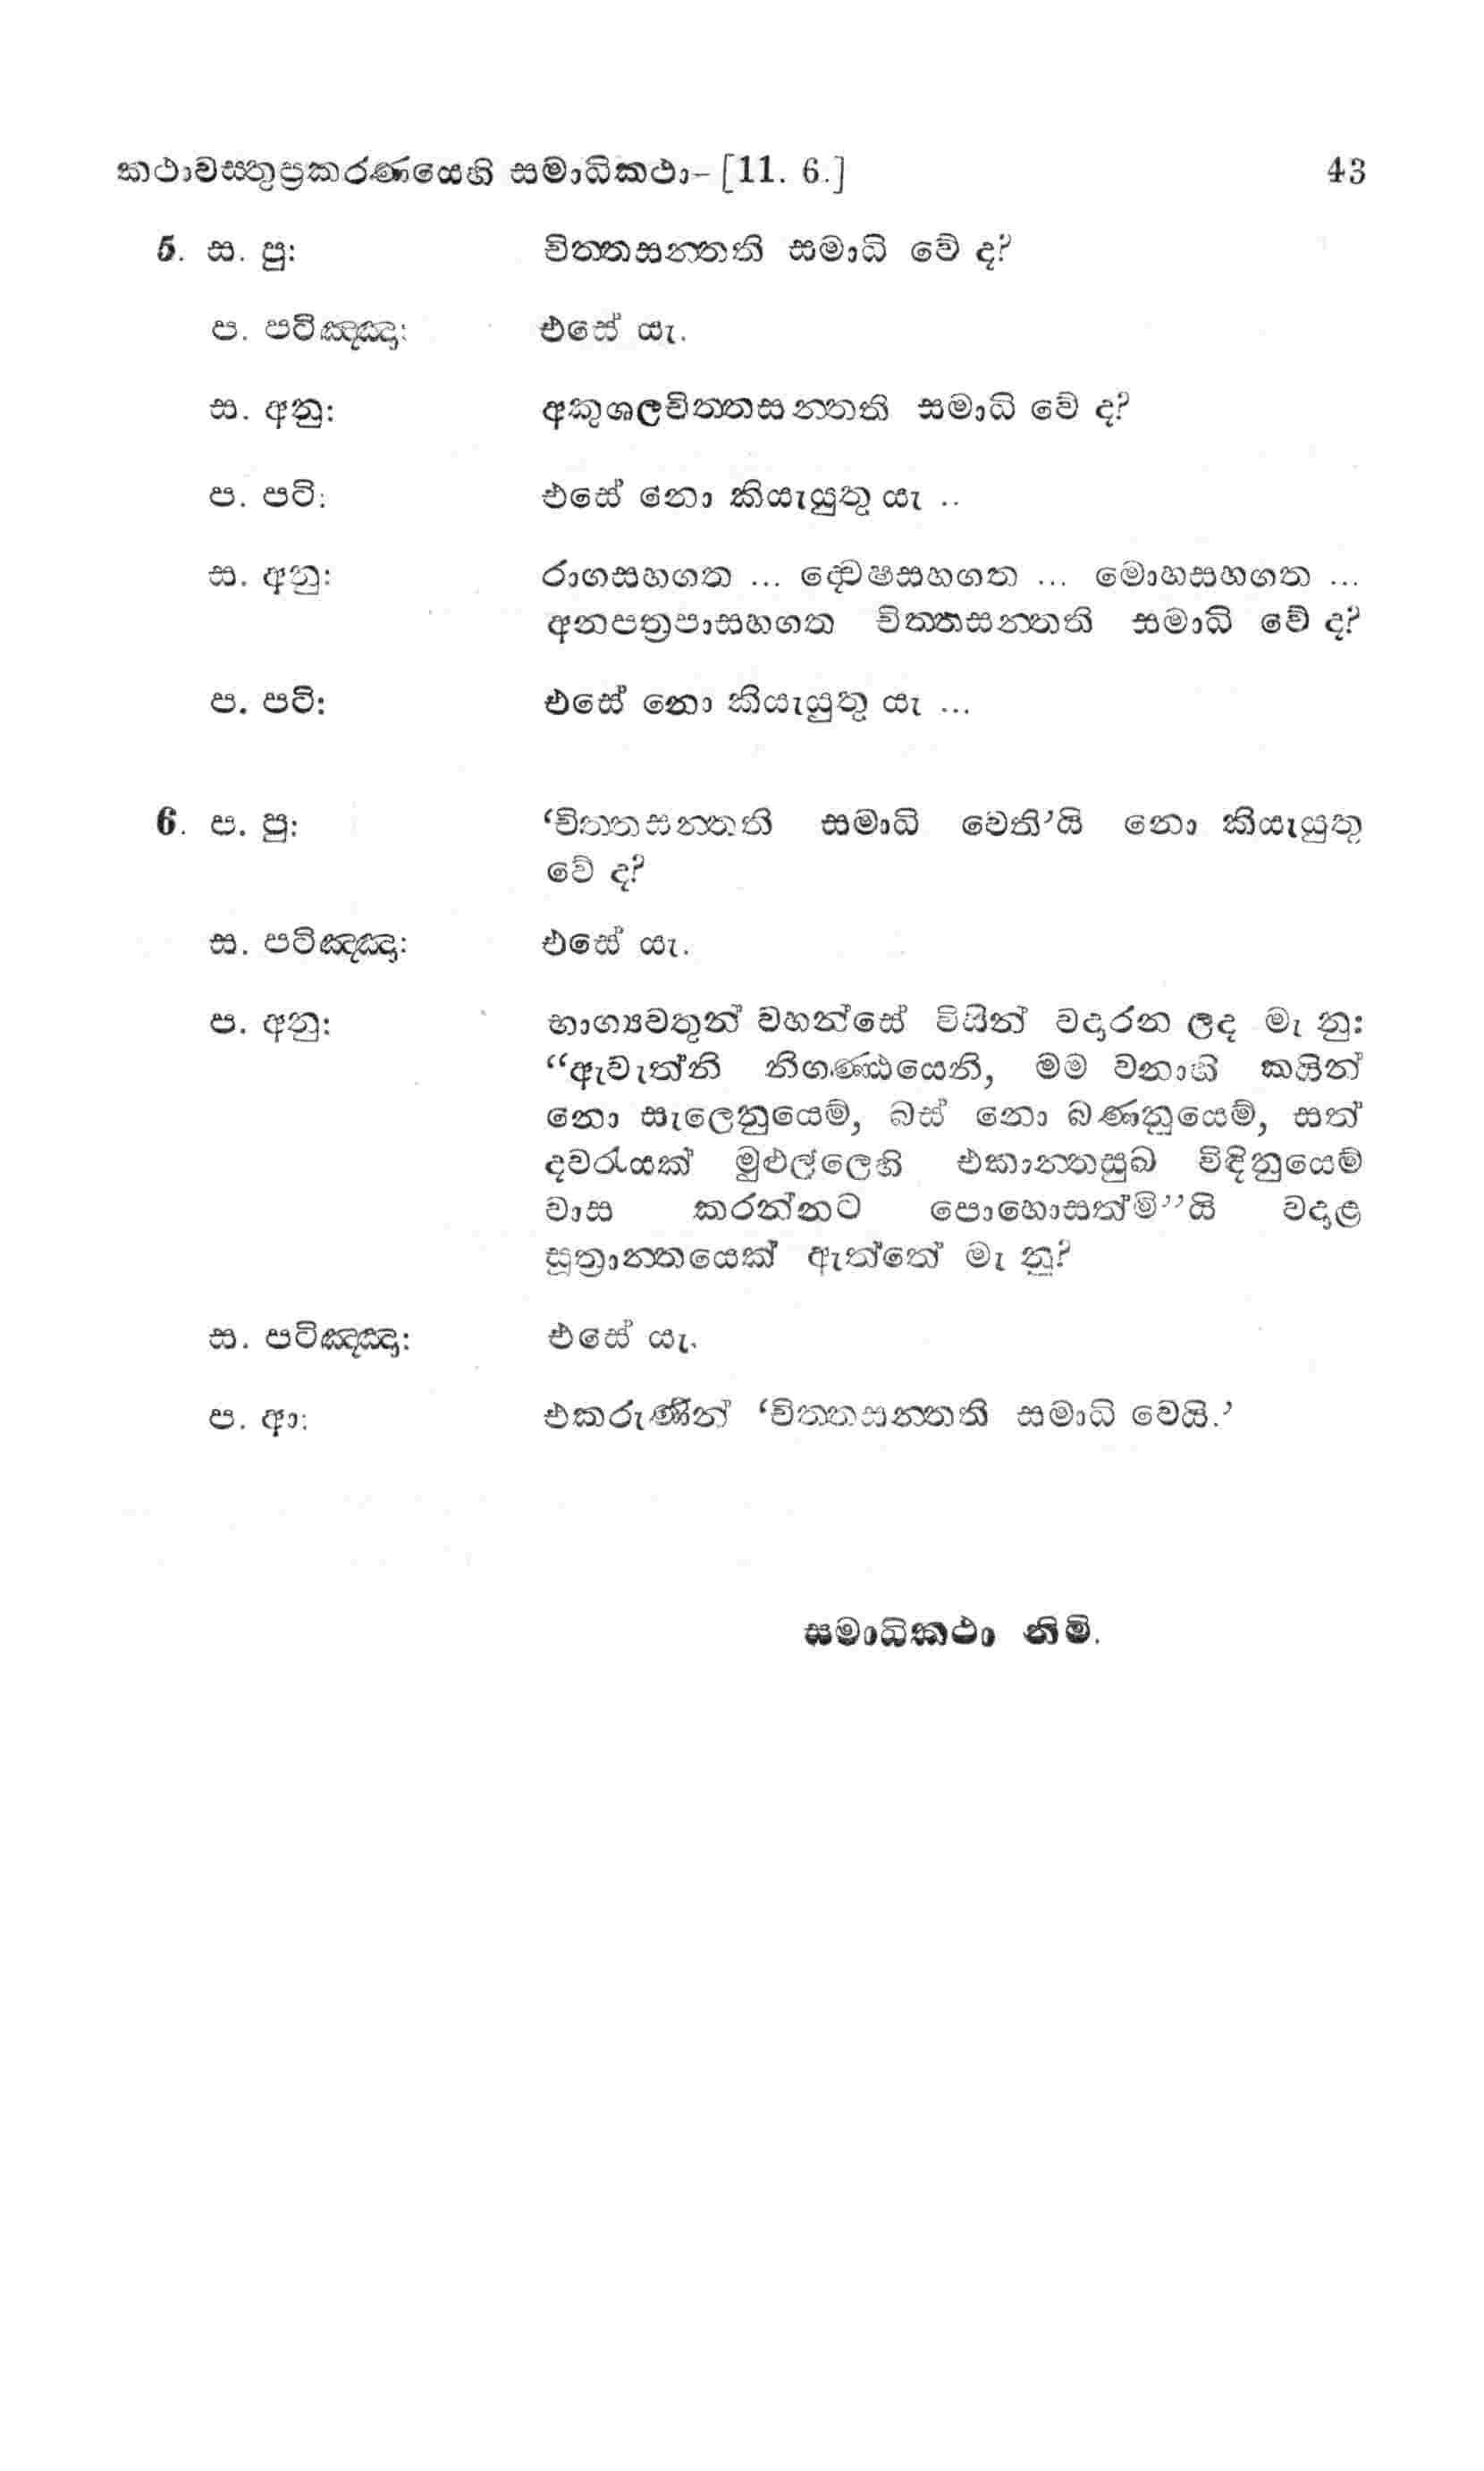 කථාවස්තුප්‍රකරණයෙහි සමාධිකථා- [11. 6.] 43
5. ස. පු: චිත්තසන්තති සමාධි වේ ද?
ප. පටිඤ්ඤා: එසේ යැ.
ස. අනු: අකුශලචිත්තසන්තති සමාධි වේ ද?
ප. පටි: එසේ නො කියැයුතු යැ ..
ස. අනු: රාගසහගත ... ද්වෙෂසහගත ... මොහසහගත ...
අනපත්‍රපාසහගත චිත්තසන්තති සමාධි වේ ද?
ප. පටි: එසේ නො කියැයුතු යැ ...
6. ප. පු: ‘චිත්තසන්තති සමාධි වෙති’යි නො කියැයුතු
වේ ද?
ස. පටිඤ්ඤා: එසේ යැ.
ප. අනු: භාග්‍යවතුන් වහන්සේ විසින් වදාරන ලද මැ නු:
“ඇවැත්නි නිගණ්ඨයෙනි, මම වනාහි කයින්
නො සැලෙනුයෙම්, බස් නො බණනුයෙම්, සත්
දවරැයක් මුළුල්ලෙහි එකාන්තසුඛ විඳිනුයෙම්
වාස කරන්නට පොහොසත්මි”යි වදාළ
සූත්‍රාන්තයෙක් ඇත්තේ මැ නු?
ස. පටිඤ්ඤා: එසේ යැ.
ප. ආ: එකරුණින් ‘චිත්තසන්තති සමාධි වෙයි.’
සමාධිකථා නිමි.